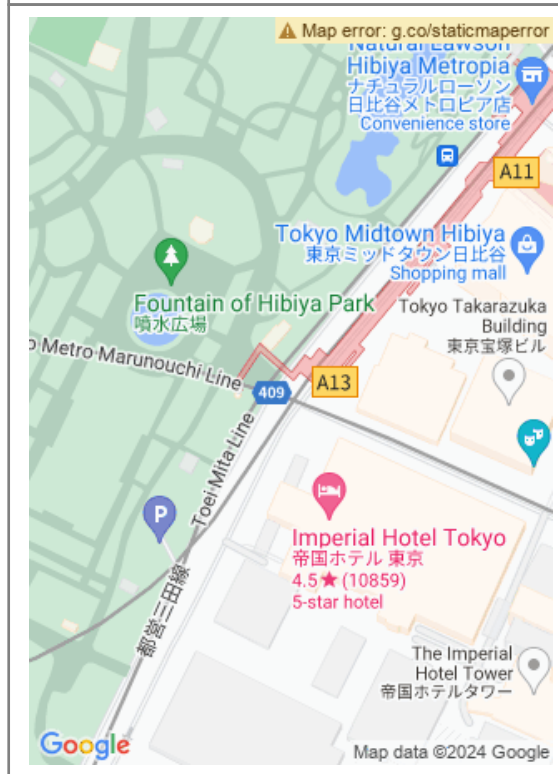 Map error: g.co/staticmaperror
Natural Lawson
Hibiya Metropia
ナチュラルローソン
日比谷メトロピア店
Convenience store
A11
Tokyo Midtown Hibiya
東京ミッドタウン日比谷
Shopping mall
Fountain of Hibiya Park
噴水広場
Tokyo Takarazuka
Building
東京宝塚ビル
o Metro Marunouchi Line
409
A13
Toei Mita Line
P
Imperial Hotel Tokyo
帝国ホテル 東京
4.5★(10859)
5-star hotel
都営三田線
The Imperial
Hotel Tower
帝国ホテルタワー
Google
Map data ©2024 Google